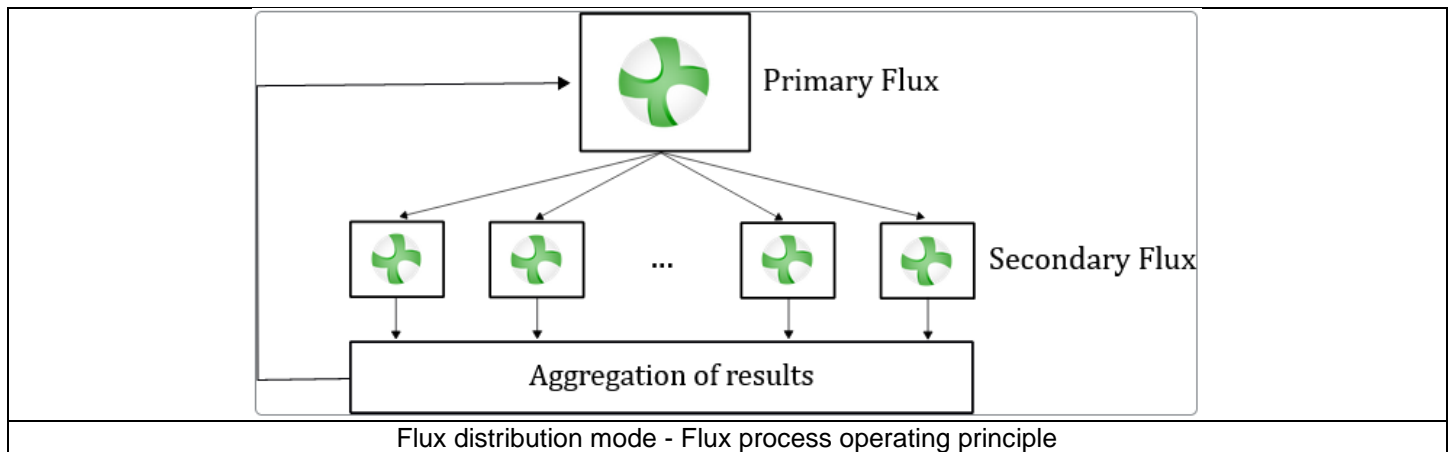 Primary Flux
Secondary Flux
...
Aggregation of results
Flux distribution mode - Flux process operating principle